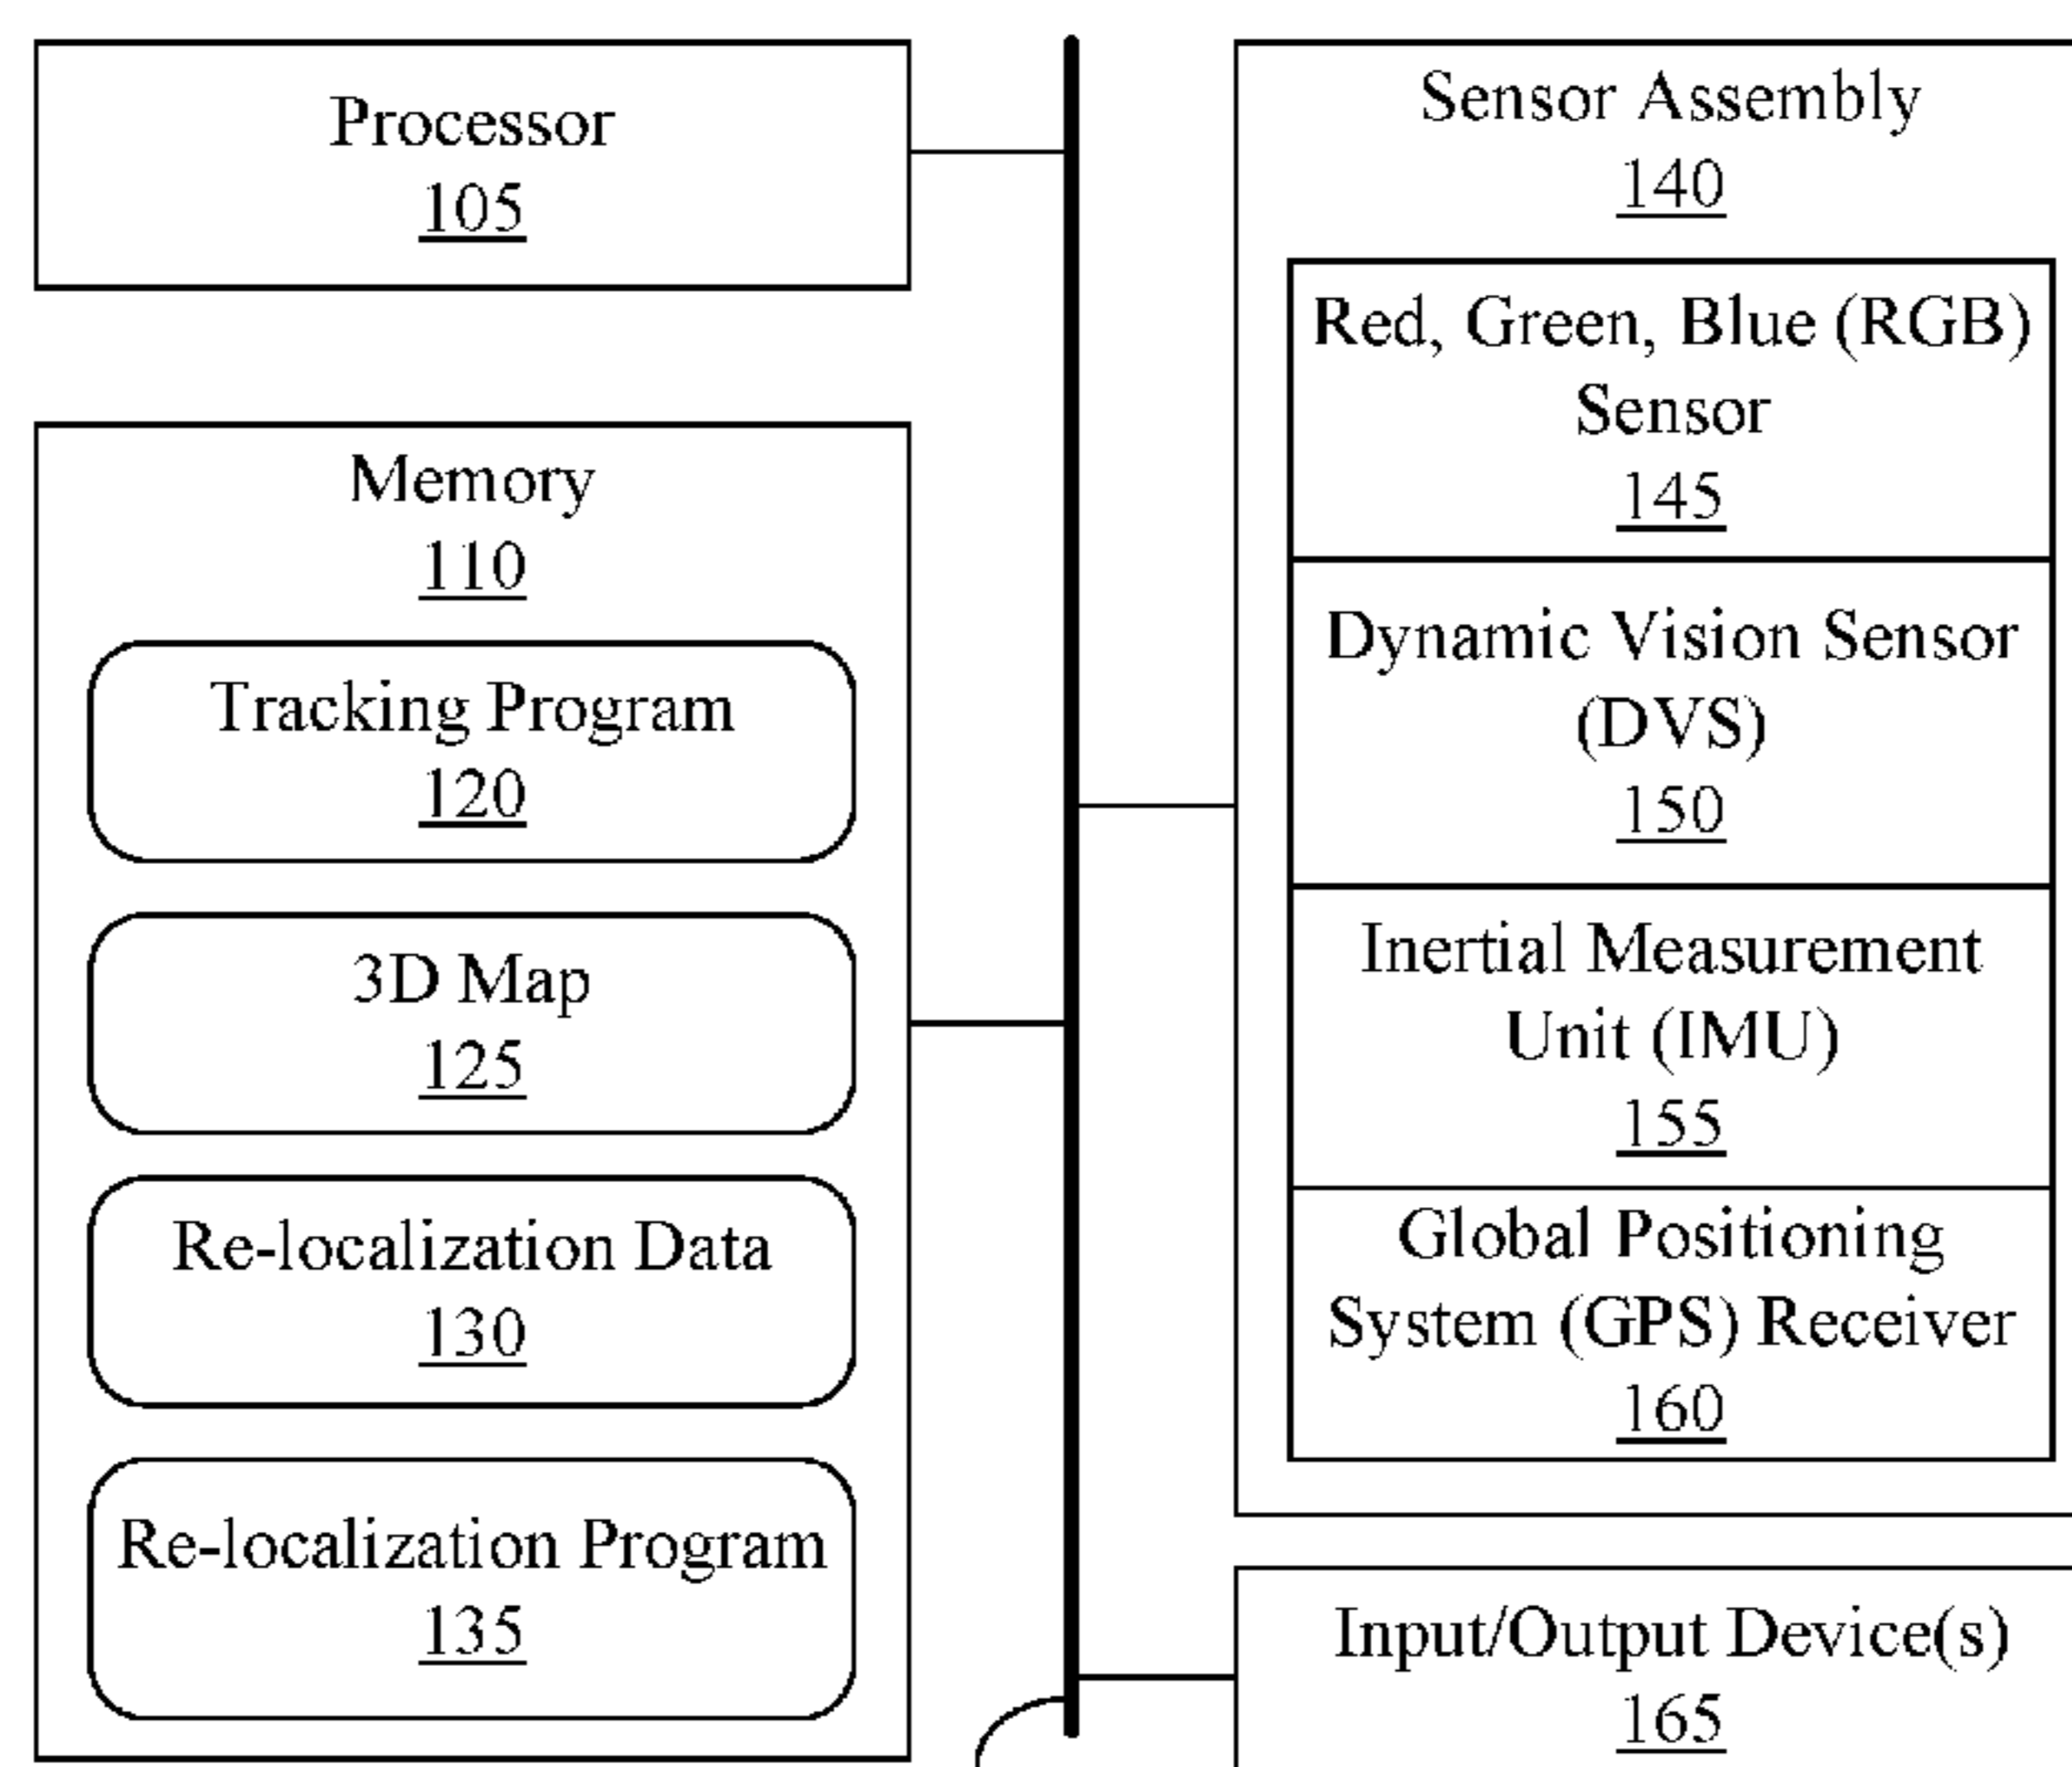 Processor
105
Memory
110
Tracking Program
120
3D Map
125
Re-localization Data
130
Re-localization Program
135
Sensor Assembly
140
Red, Green, Blue (RGB)
Sensor
145
Dynamic Vision Sensor
(DVS)
150
Inertial Measurement
Unit (IMU)
155
Global Positioning
System (GPS) Receiver
160
Input/Output Device(s)
165